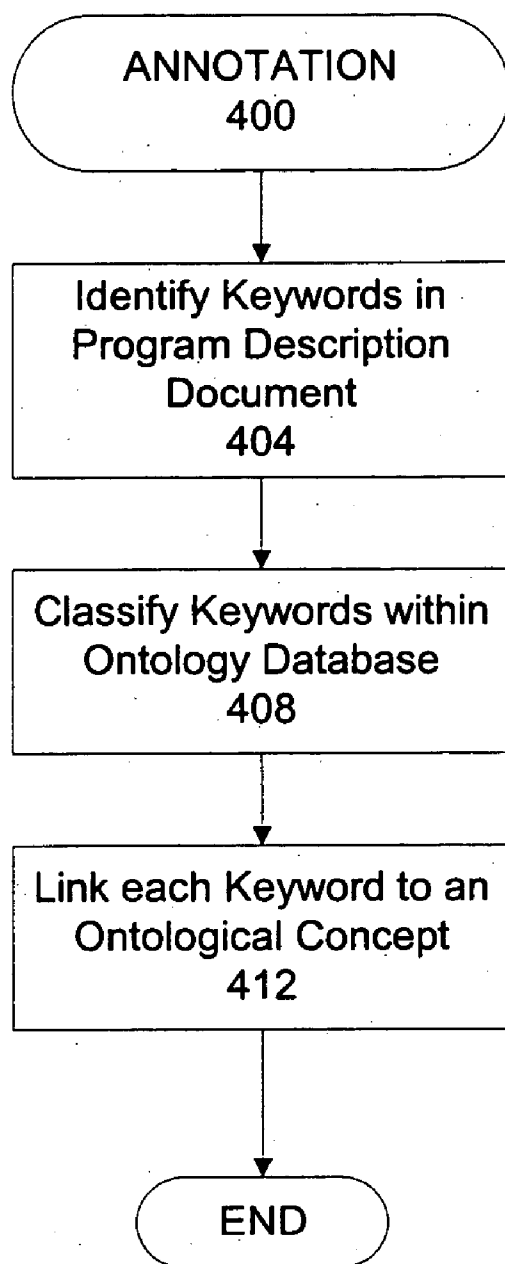 ANNOTATION
400
Identify Keywords in
Program Description
Document
404
Classify Keywords within
Ontology Database
408
Link each Keyword to an
Ontological Concept
412
END